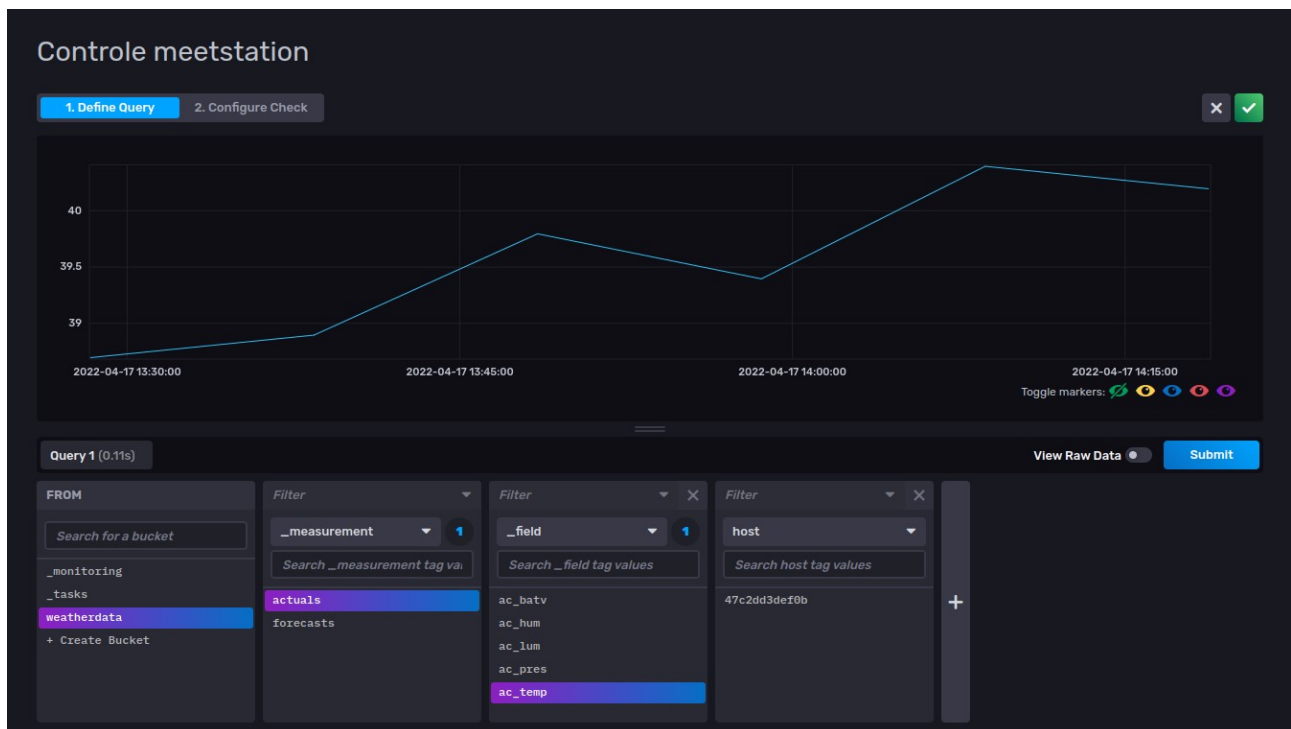 Controle meetstation
1. Define Query 2. Configure Check
40
39.5
39
2022-04-17 13:30:00 2022-04-17 13:45:00 2022-04-17 14:00:00 2022-04-17 14:15:00
Toggle markers:
Query 1 (0.11s) View Raw Data Submit
FROM
Search for a bucket
_monitoring
_tasks
weatherdata
+ Create Bucket
Filter
_measurement 1
Search _measurement tag val
actuals
forecasts
Filter
_field 1
Search _field tag values
ac_batv
ac_hum
ac_lum
ac_pres
ac_temp
Filter
host
Search host tag values
47c2dd3def0b
+